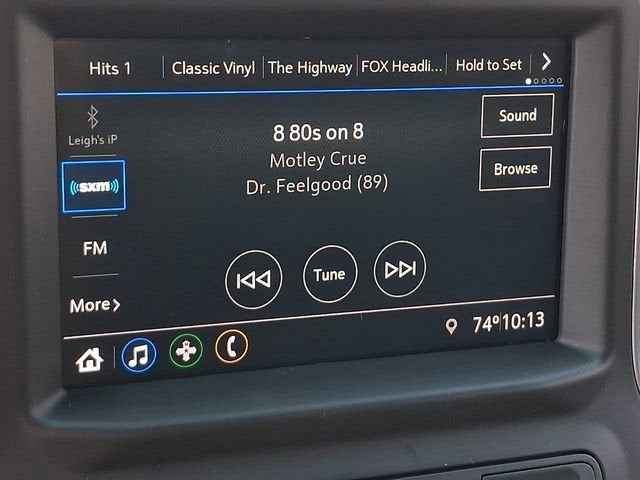 Hits 1 Classic Vinyl The Highway FOX Headli... Hold to Set >
Leigh's iP
8 80s on 8
Sound
Motley Crue
Dr. Feelgood (89)
Browse
((sxm))
FM
Tune
More>
74° 10:13